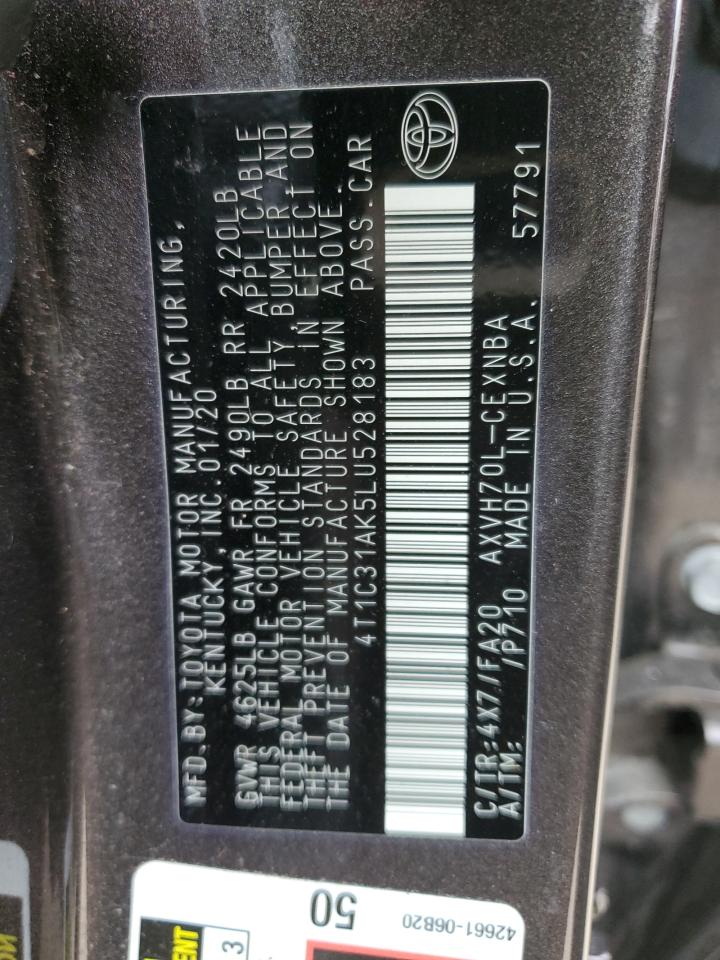 MFD.BY:TOYOTA MOTOR MANUFACTURING,
KENTUCKY, INC.01/20
GVWR 4625LB GAWR FR 2490LB RR 2420LB
THIS VEHICLE CONFORMS TO ALL APPLICABLE
FEDERAL MOTOR VEHICLE SAFETY, BUMPER AND
THEFT PREVENTION STANDARDS IN EFFECT ON
THE DATE OF MANUFACTURE SHOWN ABOVE.
4T1C31AK5LU528183 PASS.CAR
C/TR:4X7/FA20 AXVH70L-CEXNBA
A/TM: /P710 MADE IN U.S.A. 57791
50
42661-06B20
3